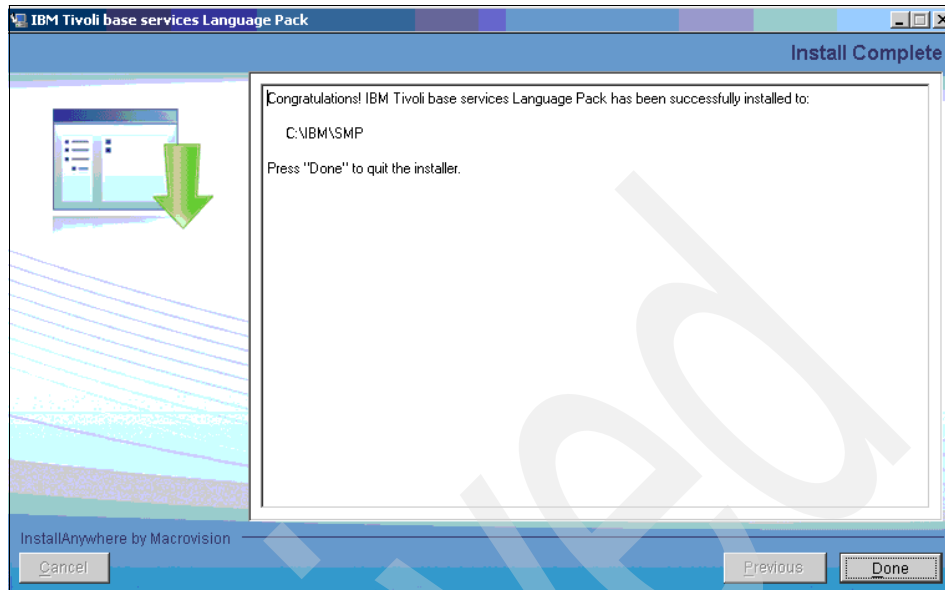 IBM Tivoli base services Language Pack
Install Complete
Congratulations! IBM Tivoli base services Language Pack has been successfully installed to:
C:\IBM\SMP
Press "Done" to quit the installer.
InstallAnywhere by Macrovision
Cancel
Previous
Done